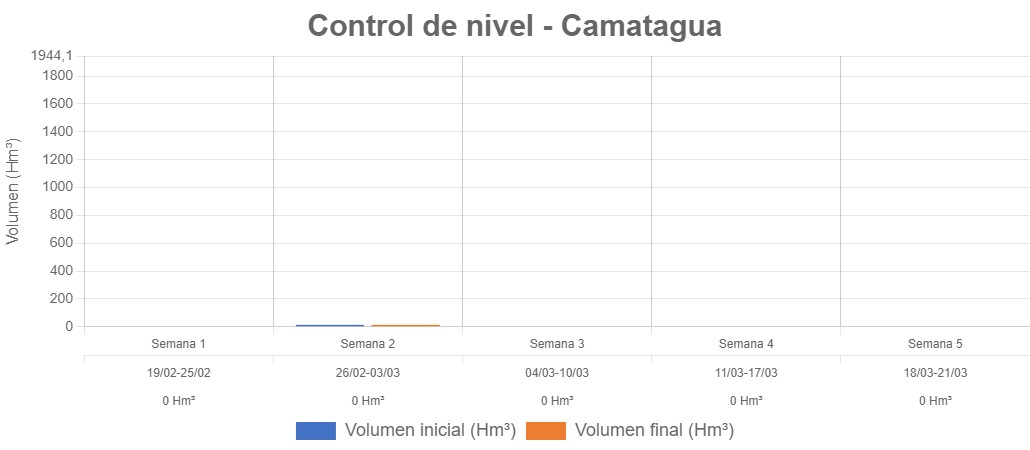 Control de nivel - Camatagua
Volumen (Hm³)
1944,1
1800
1600
1400
1200
1000
800
600
400
200
0
Semana 1 Semana 2 Semana 3 Semana 4 Semana 5
19/02-25/02 26/02-03/03 04/03-10/03 11/03-17/03 18/03-21/03
0 Hm³ 0 Hm³ 0 Hm³ 0 Hm³ 0 Hm³
Volumen inicial (Hm³) Volumen final (Hm³)